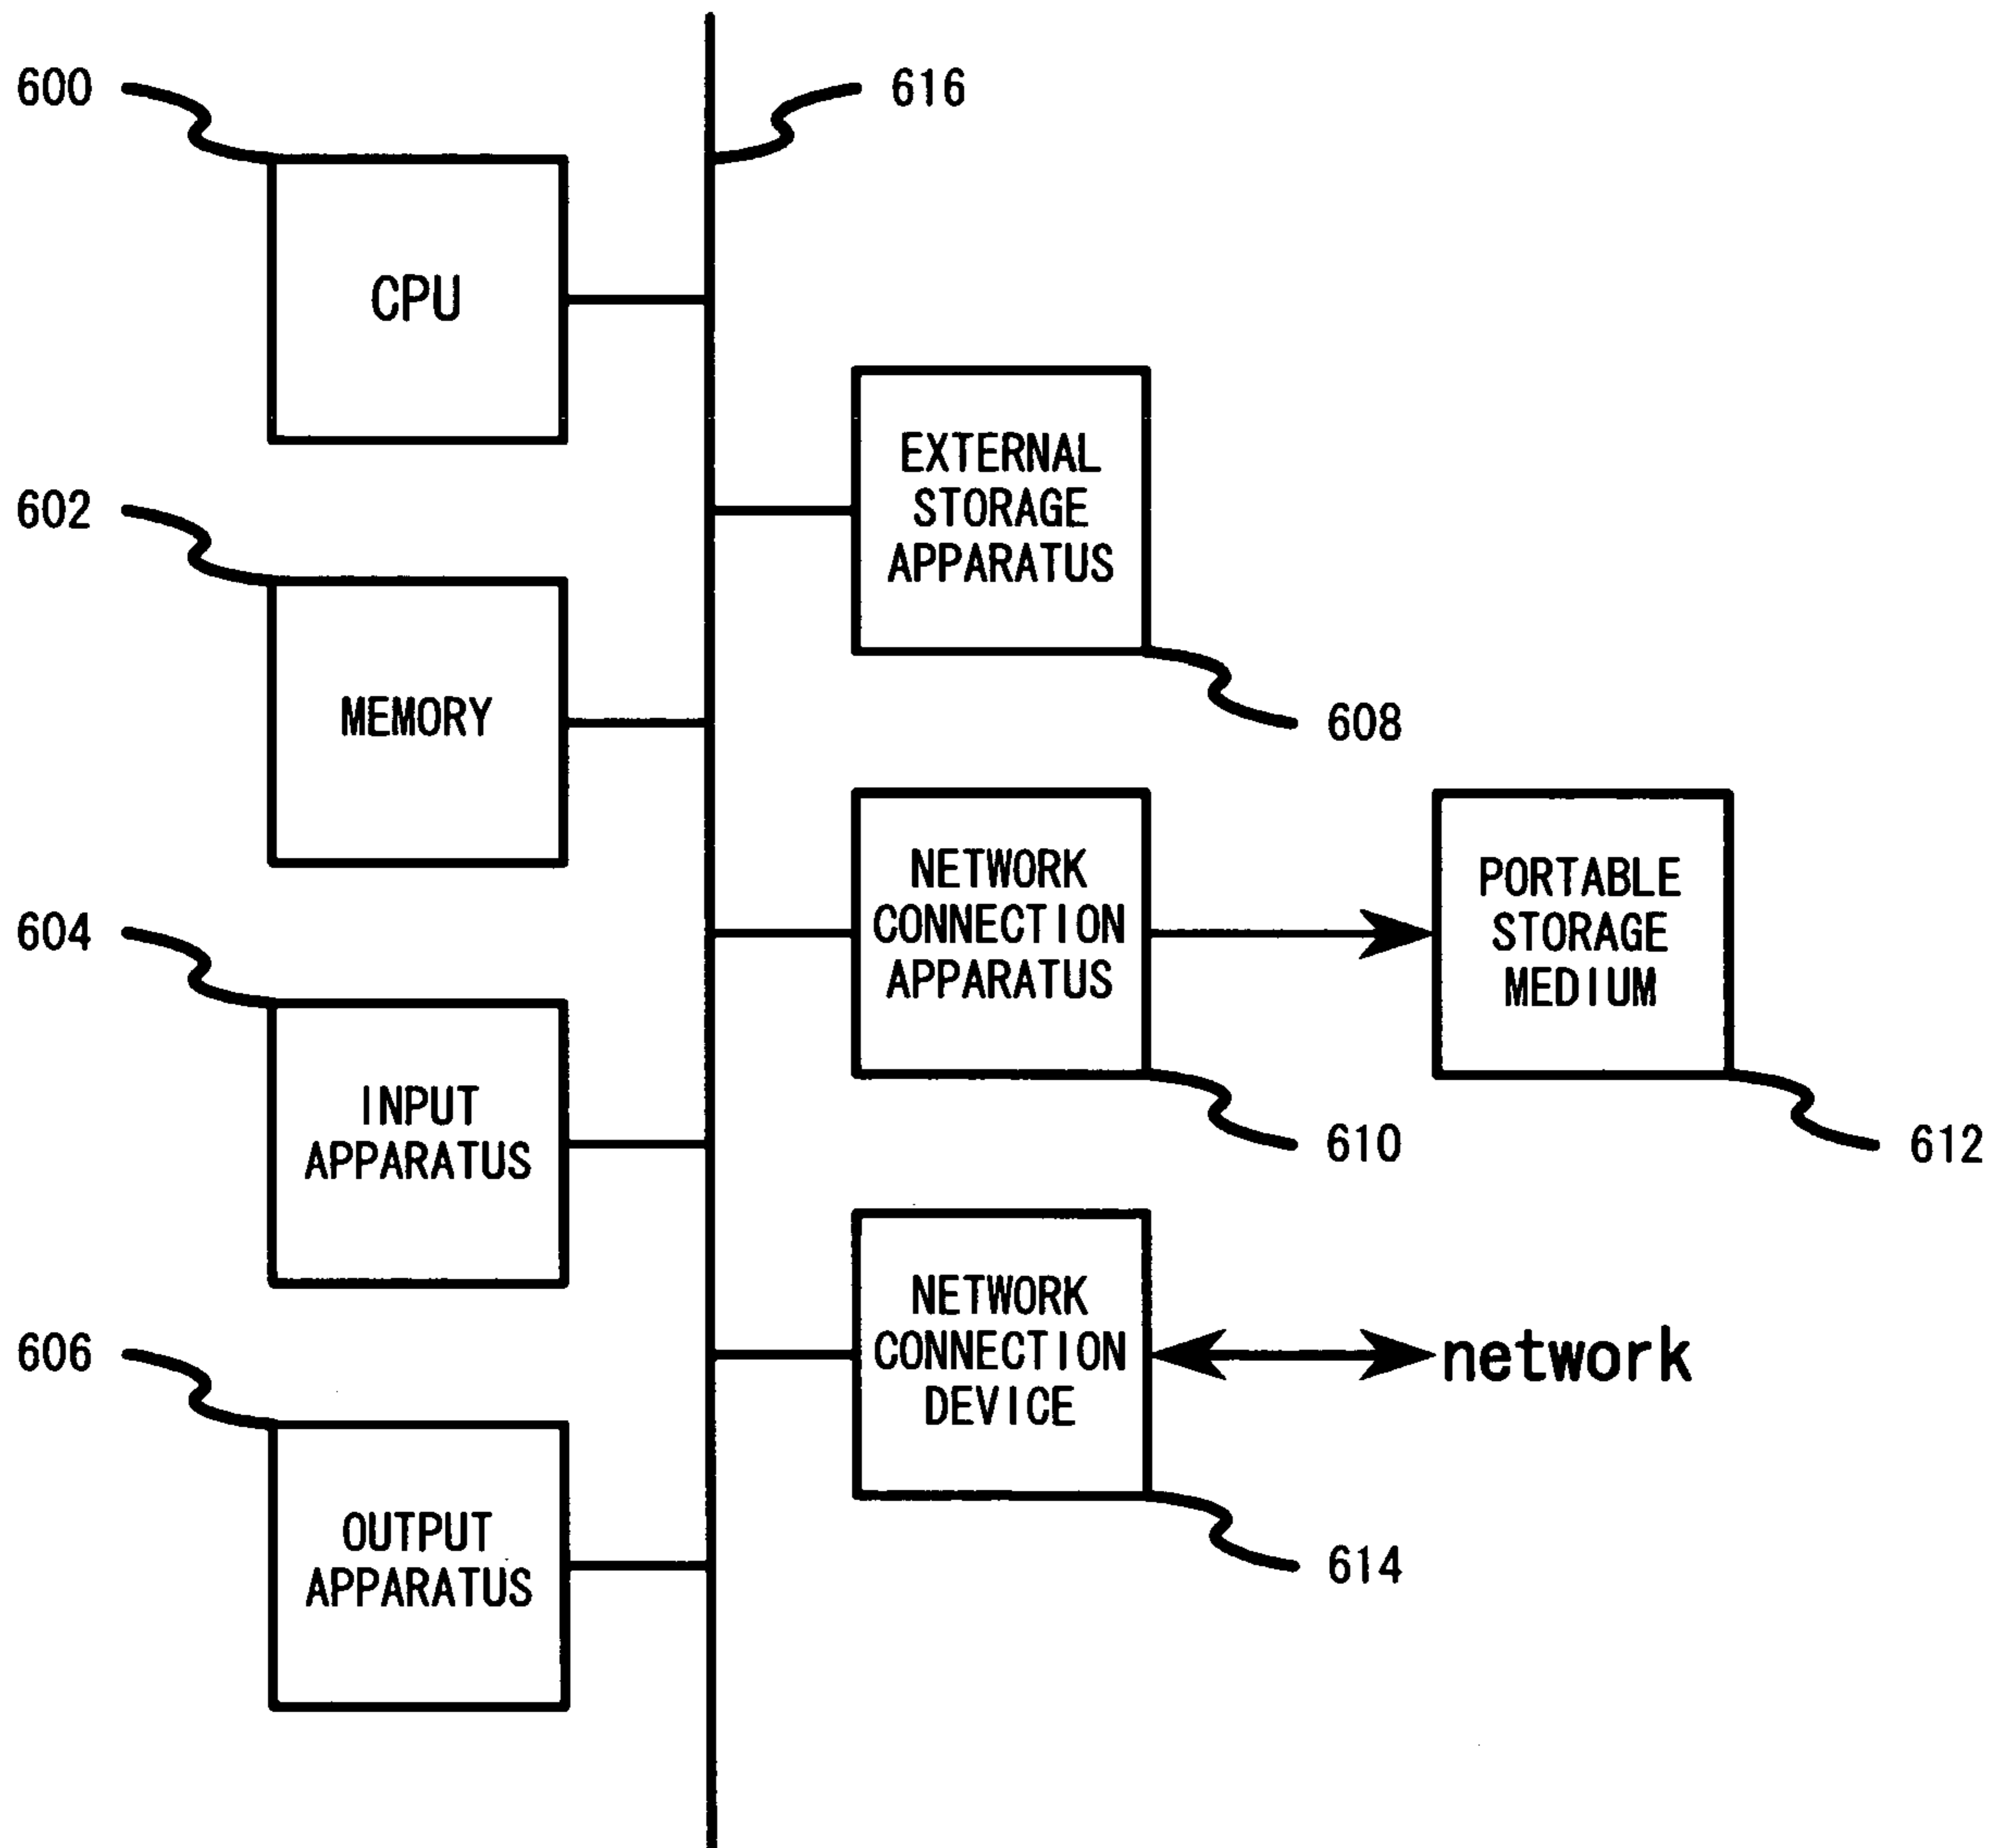 600
616
CPU
EXTERNAL
STORAGE
APPARATUS
602
608
MEMORY
NETWORK
CONNECTION
APPARATUS
PORTABLE
STORAGE
MEDIUM
604
610
612
INPUT
APPARATUS
NETWORK
CONNECTION
DEVICE
network
606
614
OUTPUT
APPARATUS